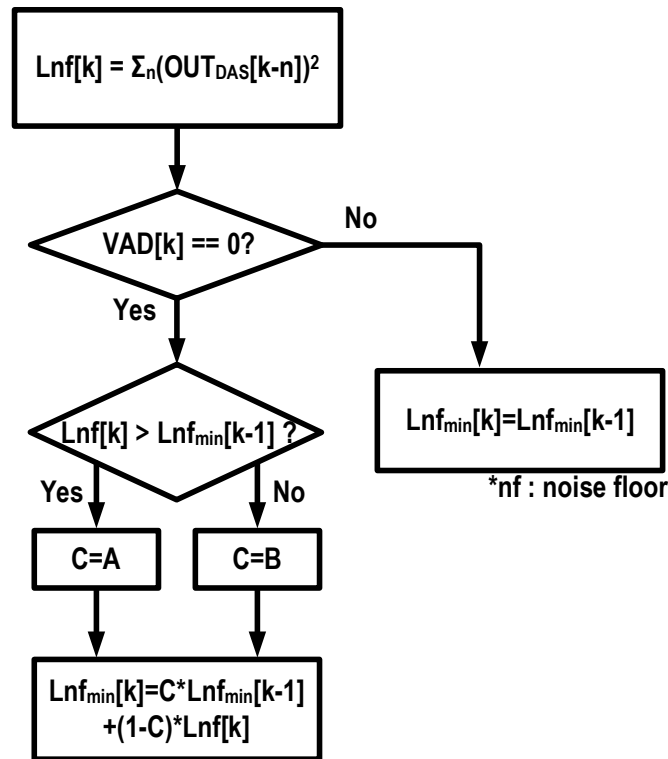 Lnf[k] = Σn(OUTDAS[k-n])²
VAD[k] == 0?
No
Yes
Lnf[k] > Lnfmin[k-1] ?
Lnfmin[k]=Lnfmin[k-1]
*nf : noise floor
Yes
No
C=A
C=B
Lnfmin[k]=C*Lnfmin[k-1]
+(1-C)*Lnf[k]